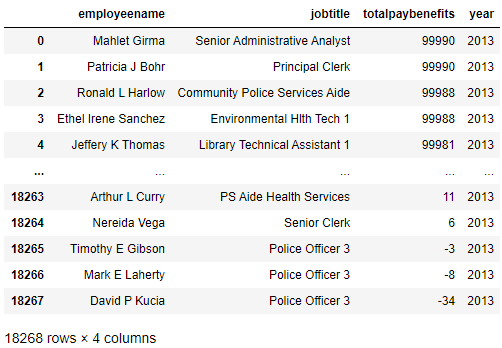 employeename jobtitle totalpaybenefits year
0 Mahlet Girma Senior Administrative Analyst 99990 2013
1 Patricia J Bohr Principal Clerk 99990 2013
2 Ronald L Harlow Community Police Services Aide 99988 2013
3 Ethel Irene Sanchez Environmental Hlth Tech 1 99988 2013
4 Jeffery K Thomas Library Technical Assistant 1 99981 2013
... ... ... ... ...
18263 Arthur L Curry PS Aide Health Services 11 2013
18264 Nereida Vega Senior Clerk 6 2013
18265 Timothy E Gibson Police Officer 3 -3 2013
18266 Mark E Laherty Police Officer 3 -8 2013
18267 David P Kucia Police Officer 3 -34 2013
18268 rows × 4 columns